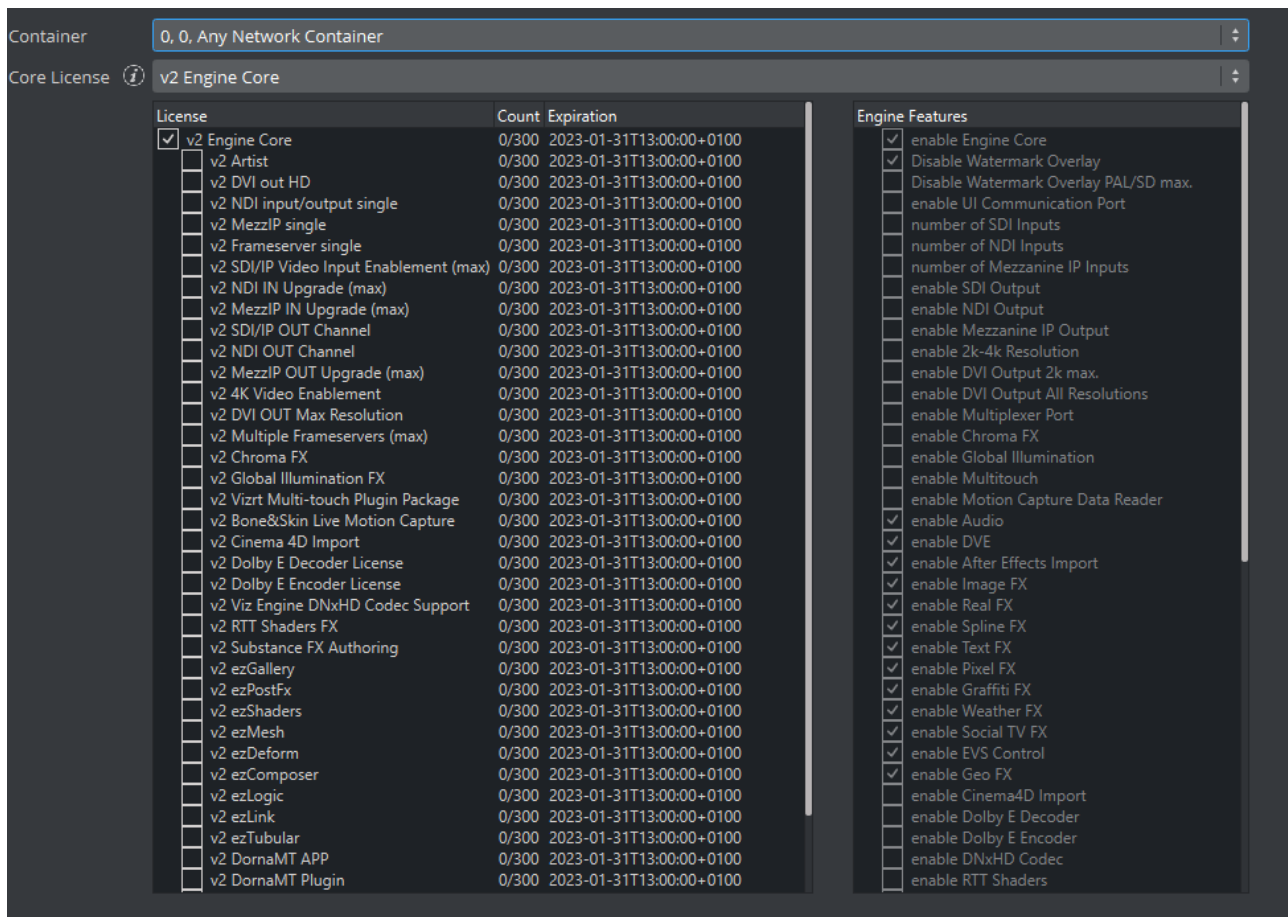 Container 0, 0, Any Network Container
Core License i v2 Engine Core
License Count Expiration
v2 Engine Core 0/300 2023-01-31T13:00:00+0100
v2 Artist 0/300 2023-01-31T13:00:00+0100
v2 DVI out HD 0/300 2023-01-31T13:00:00+0100
v2 NDI input/output single 0/300 2023-01-31T13:00:00+0100
v2 MezzIP single 0/300 2023-01-31T13:00:00+0100
v2 Frameserver single 0/300 2023-01-31T13:00:00+0100
v2 SDI/IP Video Input Enablement (max) 0/300 2023-01-31T13:00:00+0100
v2 NDI IN Upgrade (max) 0/300 2023-01-31T13:00:00+0100
v2 MezzIP IN Upgrade (max) 0/300 2023-01-31T13:00:00+0100
v2 SDI/IP OUT Channel 0/300 2023-01-31T13:00:00+0100
v2 NDI OUT Channel 0/300 2023-01-31T13:00:00+0100
v2 MezzIP OUT Upgrade (max) 0/300 2023-01-31T13:00:00+0100
v2 4K Video Enablement 0/300 2023-01-31T13:00:00+0100
v2 DVI OUT Max Resolution 0/300 2023-01-31T13:00:00+0100
v2 Multiple Frameservers (max) 0/300 2023-01-31T13:00:00+0100
v2 Chroma FX 0/300 2023-01-31T13:00:00+0100
v2 Global Illumination FX 0/300 2023-01-31T13:00:00+0100
v2 Vizrt Multi-touch Plugin Package 0/300 2023-01-31T13:00:00+0100
v2 Bone&Skin Live Motion Capture 0/300 2023-01-31T13:00:00+0100
v2 Cinema 4D Import 0/300 2023-01-31T13:00:00+0100
v2 Dolby E Decoder License 0/300 2023-01-31T13:00:00+0100
v2 Dolby E Encoder License 0/300 2023-01-31T13:00:00+0100
v2 Viz Engine DNxHD Codec Support 0/300 2023-01-31T13:00:00+0100
v2 RTT Shaders FX 0/300 2023-01-31T13:00:00+0100
v2 Substance FX Authoring 0/300 2023-01-31T13:00:00+0100
v2 ezGallery 0/300 2023-01-31T13:00:00+0100
v2 ezPostFx 0/300 2023-01-31T13:00:00+0100
v2 ezShaders 0/300 2023-01-31T13:00:00+0100
v2 ezMesh 0/300 2023-01-31T13:00:00+0100
v2 ezDeform 0/300 2023-01-31T13:00:00+0100
v2 ezComposer 0/300 2023-01-31T13:00:00+0100
v2 ezLogic 0/300 2023-01-31T13:00:00+0100
v2 ezLink 0/300 2023-01-31T13:00:00+0100
v2 ezTubular 0/300 2023-01-31T13:00:00+0100
v2 DornaMT APP 0/300 2023-01-31T13:00:00+0100
v2 DornaMT Plugin 0/300 2023-01-31T13:00:00+0100
Engine Features
enable Engine Core
Disable Watermark Overlay
Disable Watermark Overlay PAL/SD max.
enable UI Communication Port
number of SDI Inputs
number of NDI Inputs
number of Mezzanine IP Inputs
enable SDI Output
enable NDI Output
enable Mezzanine IP Output
enable 2k-4k Resolution
enable DVI Output 2k max.
enable DVI Output All Resolutions
enable Multiplexer Port
enable Chroma FX
enable Global Illumination
enable Multitouch
enable Motion Capture Data Reader
enable Audio
enable DVE
enable After Effects Import
enable Image FX
enable Real FX
enable Spline FX
enable Text FX
enable Pixel FX
enable Graffiti FX
enable Weather FX
enable Social TV FX
enable EVS Control
enable Geo FX
enable Cinema4D Import
enable Dolby E Decoder
enable Dolby E Encoder
enable DNxHD Codec
enable RTT Shaders